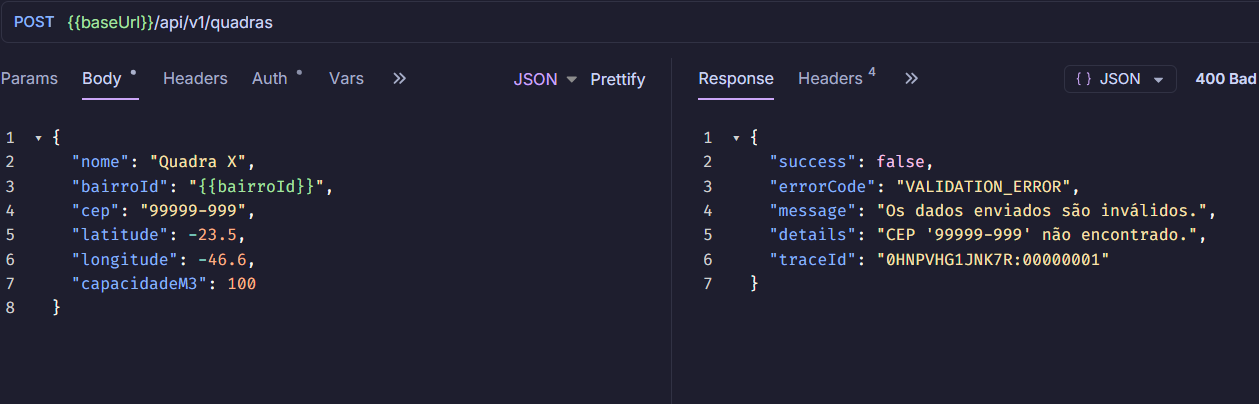 POST {{baseUrl}}/api/v1/quadras
Params Body Headers Auth Vars >> JSON Prettify
1 {
2 "nome": "Quadra X",
3 "bairroId": "{{bairroId}}",
4 "cep": "99999-999",
5 "latitude": -23.5,
6 "longitude": -46.6,
7 "capacidadeM3": 100
8 }
Response Headers 4 >> { } JSON 400 Bad
1 {
2 "success": false,
3 "errorCode": "VALIDATION_ERROR",
4 "message": "Os dados enviados são inválidos.",
5 "details": "CEP '99999-999' não encontrado.",
6 "traceId": "0HNPVHG1JNK7R:00000001"
7 }